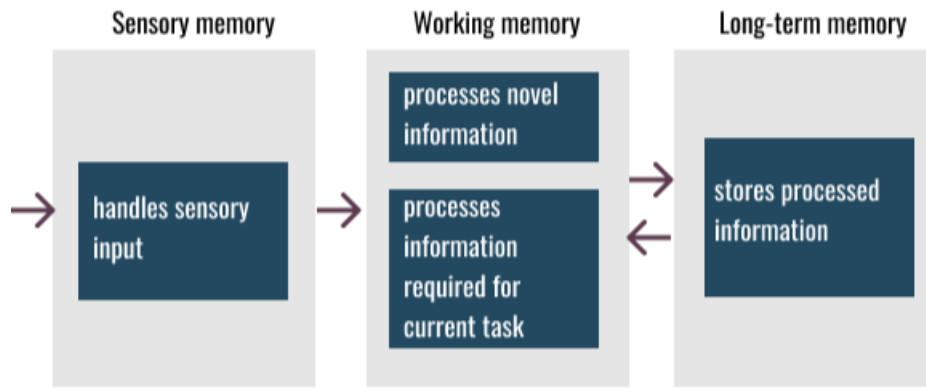 Sensory memory
handles sensory
input
Working memory
processes novel
information
processes
information
required for
current task
Long-term memory
stores processed
information